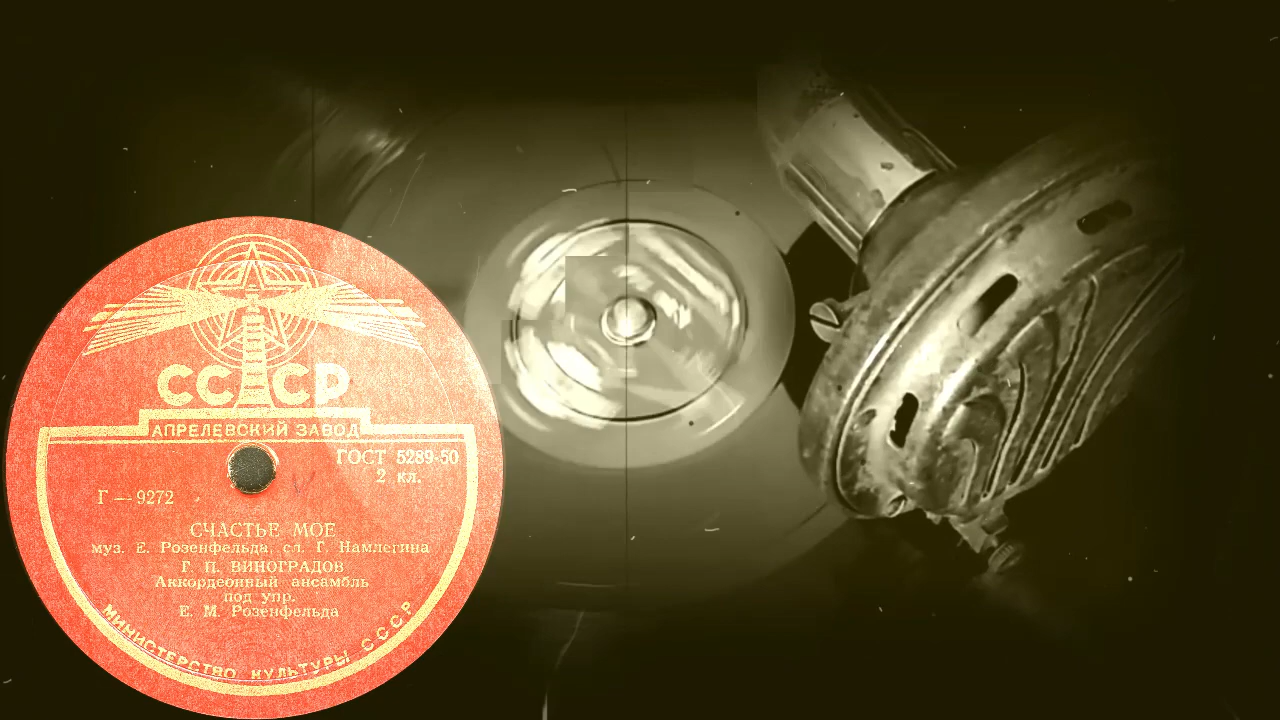 СССР
АПРЕЛЕВСКИЙ ЗАВОД
ГОСТ 5289-50
2 кл.
Г — 9272
СЧАСТЬЕ МОЕ
муз. Е. Розенфельда, сл. Г. Намлегина
Г. П. ВИНОГРАДОВ
Аккордеонный ансамбль
под упр.
Е. М. Розенфельда
МИНИСТЕРСТВО КУЛЬТУРЫ СССР